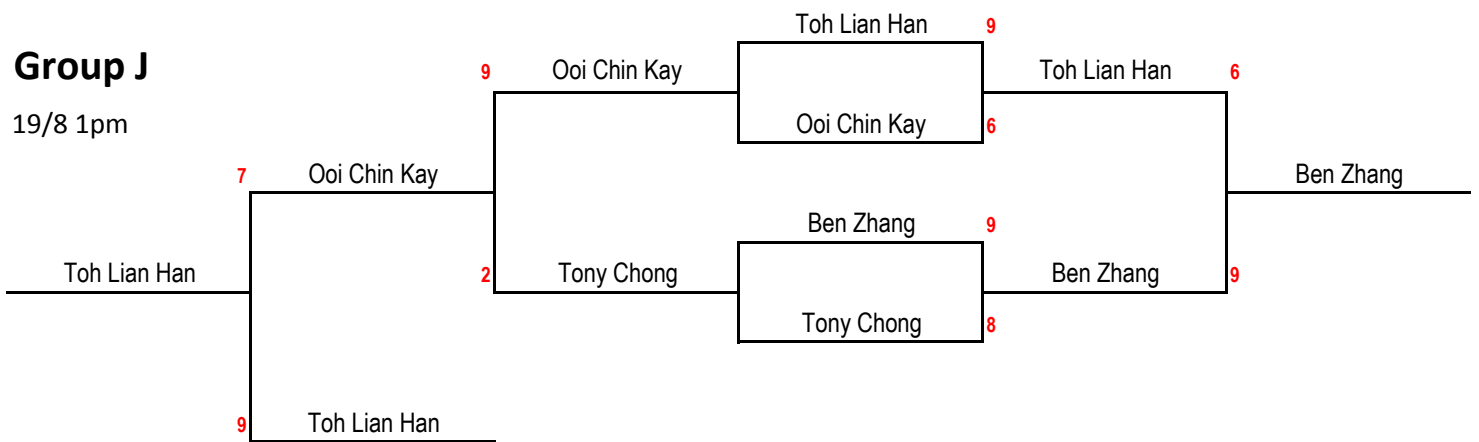 Toh Lian Han 9
Group J
9 Ooi Chin Kay
Toh Lian Han 6
19/8 1pm
Ooi Chin Kay 6
7 Ooi Chin Kay
Ben Zhang
Ben Zhang 9
Toh Lian Han
2 Tony Chong
Ben Zhang 9
Tony Chong 8
9 Toh Lian Han